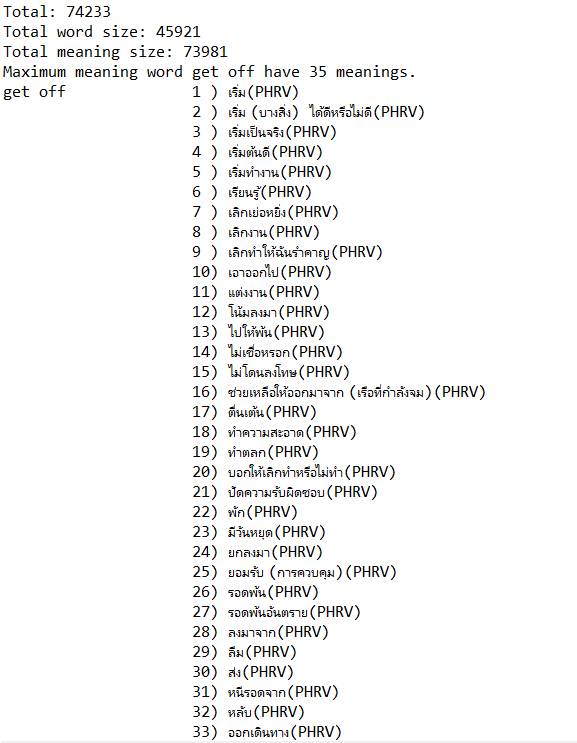 Total: 74233
Total word size: 45921
Total meaning size: 73981
Maximum meaning word get off have 35 meanings.
get off 1 ) เริ่ม(PHRV)
2 ) เริ่ม (บางสิ่ง) ได้ดีหรือไม่ดี(PHRV)
3 ) เริ่มเป็นจริง(PHRV)
4 ) เริ่มต้นดี(PHRV)
5 ) เริ่มทำงาน(PHRV)
6 ) เรียนรู้(PHRV)
7 ) เลิกเย่อหยิ่ง(PHRV)
8 ) เลิกงาน(PHRV)
9 ) เลิกทำให้ฉันรำคาญ(PHRV)
10) เอาออกไป(PHRV)
11) แต่งงาน(PHRV)
12) โน้มลงมา(PHRV)
13) ไปให้พ้น(PHRV)
14) ไม่เชื่อหรอก(PHRV)
15) ไม่โดนลงโทษ(PHRV)
16) ช่วยเหลือให้ออกมาจาก (เรือที่กำลังจม)(PHRV)
17) ตื่นเต้น(PHRV)
18) ทำความสะอาด(PHRV)
19) ทำตลก(PHRV)
20) บอกให้เลิกทำหรือไม่ทำ(PHRV)
21) ปัดความรับผิดชอบ(PHRV)
22) พัก(PHRV)
23) มีวันหยุด(PHRV)
24) ยกลงมา(PHRV)
25) ยอมรับ (การควบคุม)(PHRV)
26) รอดพ้น(PHRV)
27) รอดพ้นอันตราย(PHRV)
28) ลงมาจาก(PHRV)
29) ลืม(PHRV)
30) ส่ง(PHRV)
31) หนีรอดจาก(PHRV)
32) หลับ(PHRV)
33) ออกเดินทาง(PHRV)